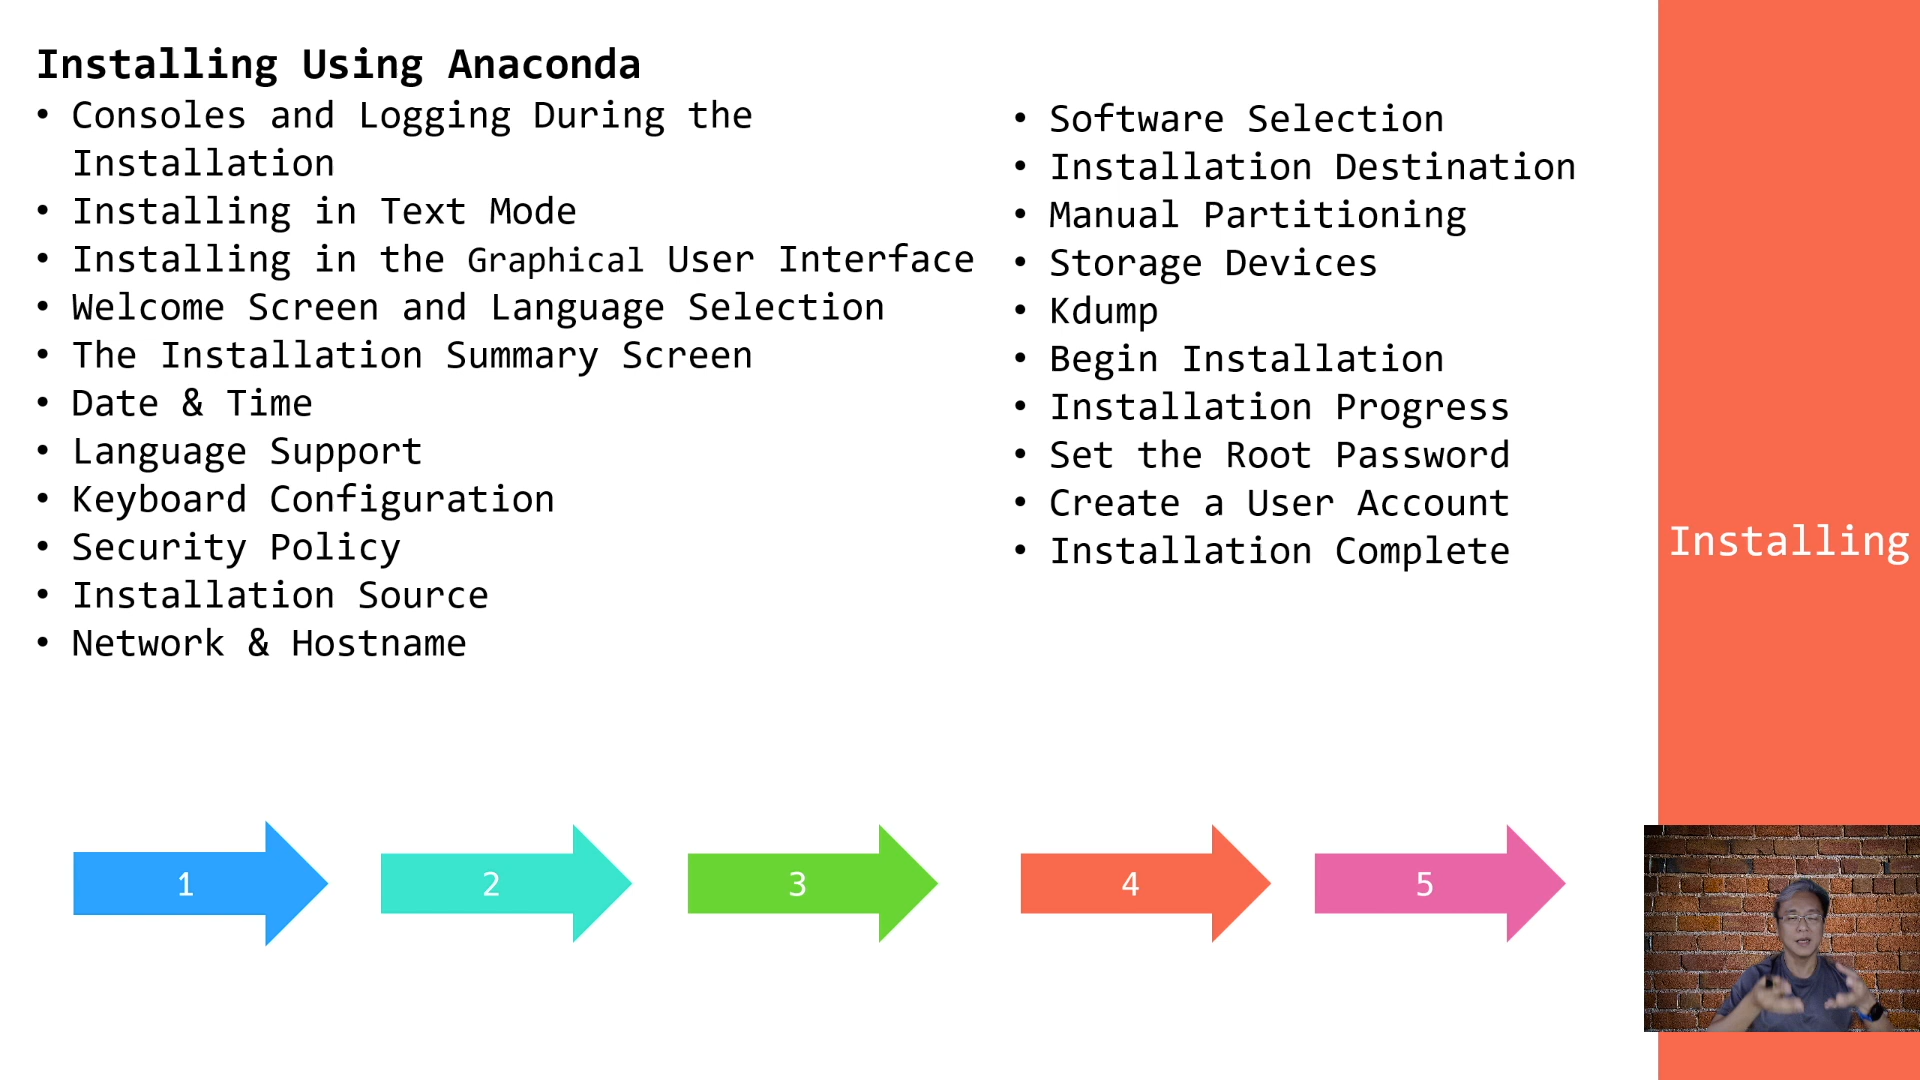 Installing Using Anaconda
• Consoles and Logging During the
Installation
• Installing in Text Mode
• Installing in the Graphical User Interface
• Welcome Screen and Language Selection
• The Installation Summary Screen
• Date & Time
• Language Support
• Keyboard Configuration
• Security Policy
• Installation Source
• Network & Hostname
• Software Selection
• Installation Destination
• Manual Partitioning
• Storage Devices
• Kdump
• Begin Installation
• Installation Progress
• Set the Root Password
• Create a User Account
• Installation Complete
Installing
1
2
3
4
5